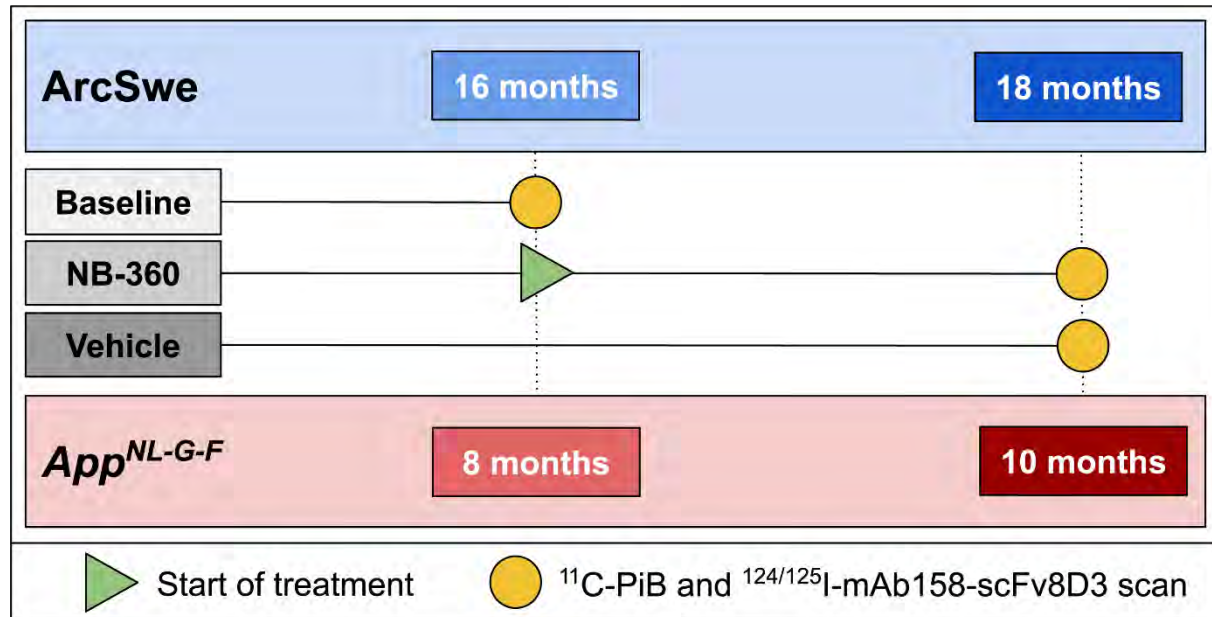 ArcSwe
16 months
18 months
Baseline
NB-360
Vehicle
App^NL-G-F
8 months
10 months
Start of treatment
¹¹C-PiB and ¹²⁴/¹²⁵I-mAb158-scFv8D3 scan